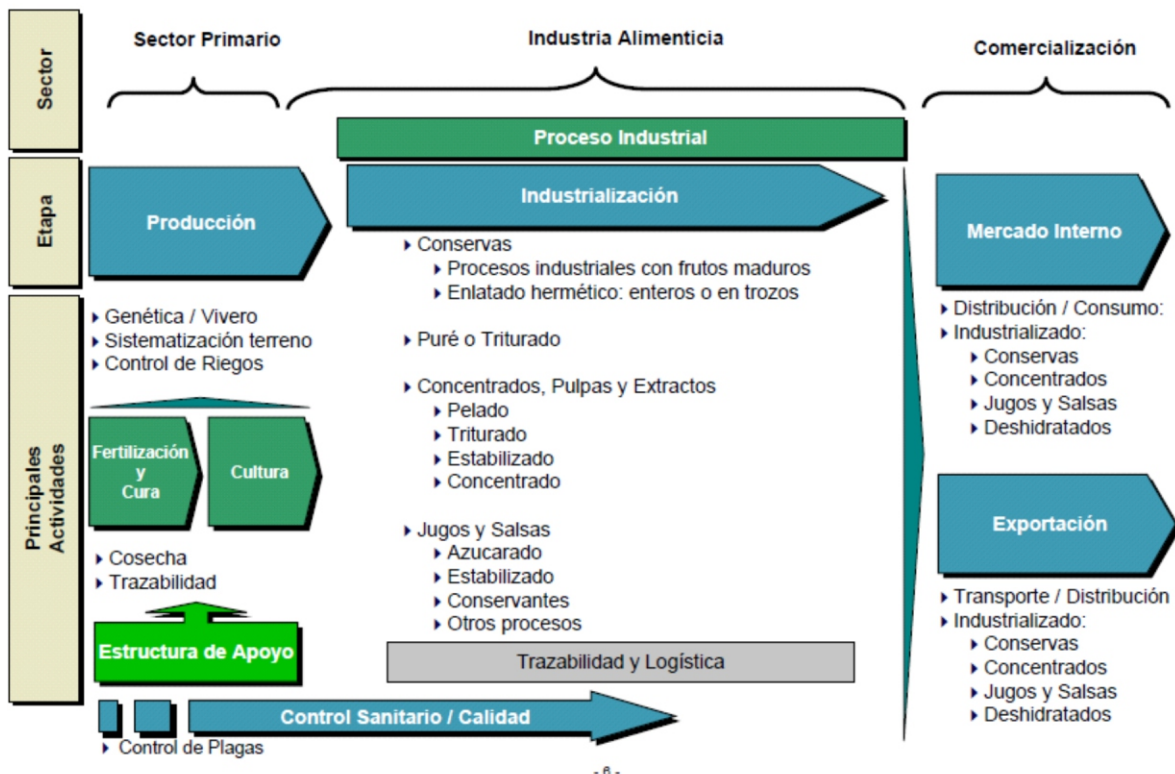 Sector Primario
Industria Alimenticia
Comercialización
Sector
Proceso Industrial
Etapa
Producción
Industrialización
Mercado Interno
Principales
Actividades
Genética / Vivero
Sistematización terreno
Control de Riegos
Fertilización
y
Cura
Cultura
Cosecha
Trazabilidad
Estructura de Apoyo
Conservas
Procesos industriales con frutos maduros
Enlatado hermético: enteros o en trozos
Puré o Triturado
Concentrados, Pulpas y Extractos
Pelado
Triturado
Estabilizado
Concentrado
Jugos y Salsas
Azucarado
Estabilizado
Conservantes
Otros procesos
Trazabilidad y Logística
Control Sanitario / Calidad
Control de Plagas
Distribución / Consumo:
Industrializado:
Conservas
Concentrados
Jugos y Salsas
Deshidratados
Exportación
Transporte / Distribución
Industrializado:
Conservas
Concentrados
Jugos y Salsas
Deshidratados